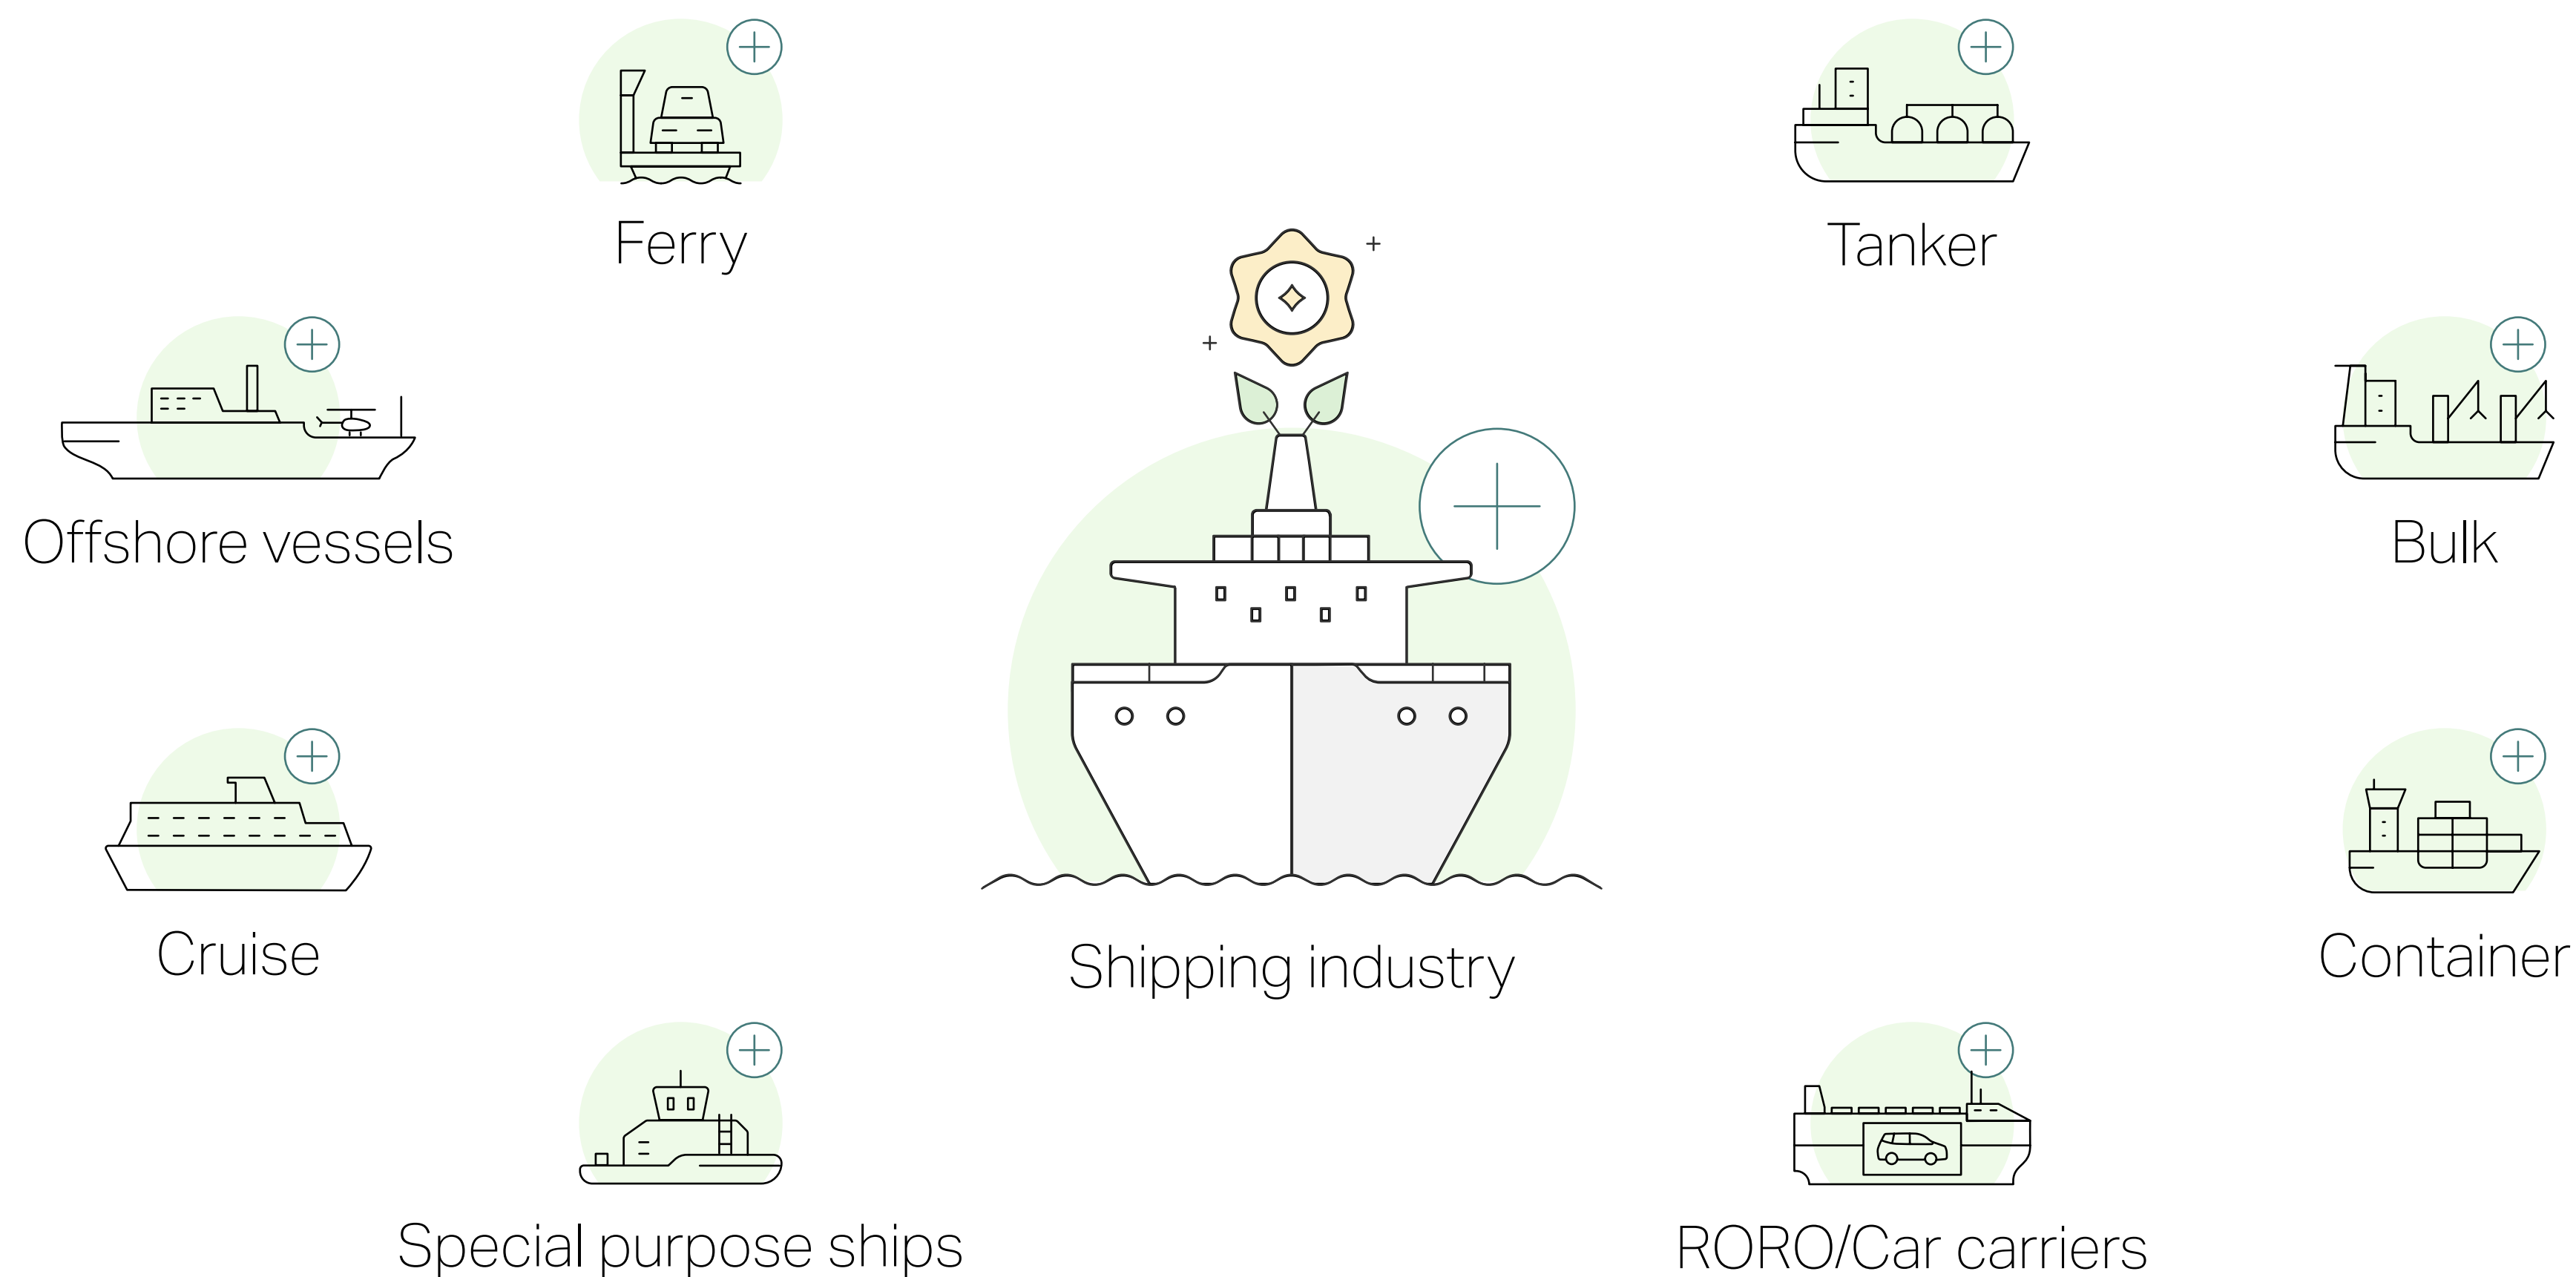 Ferry
Tanker
Offshore vessels
Bulk
Cruise
Shipping industry
Container
Special purpose ships
RORO/Car carriers